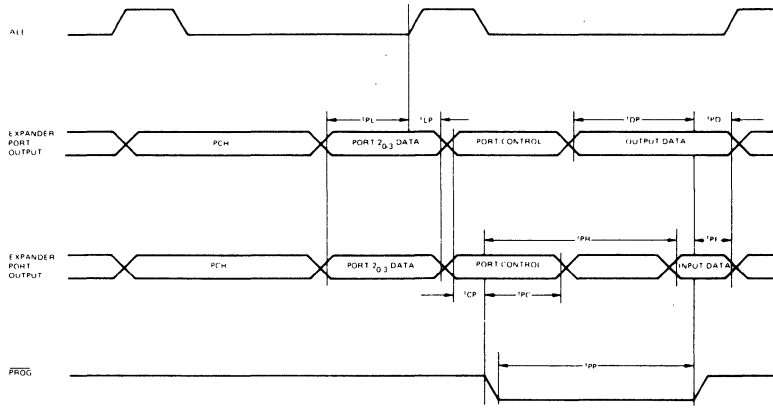 ALE
tPL
tLP
tDP
tPD
EXPANDER
PORT
OUTPUT
PCH
PORT 20-3 DATA
PORT CONTROL
OUTPUT DATA
tPR
tPF
EXPANDER
PORT
OUTPUT
PCH
PORT 20-3 DATA
PORT CONTROL
INPUT DATA
tCP
tPC
PROG
tPP